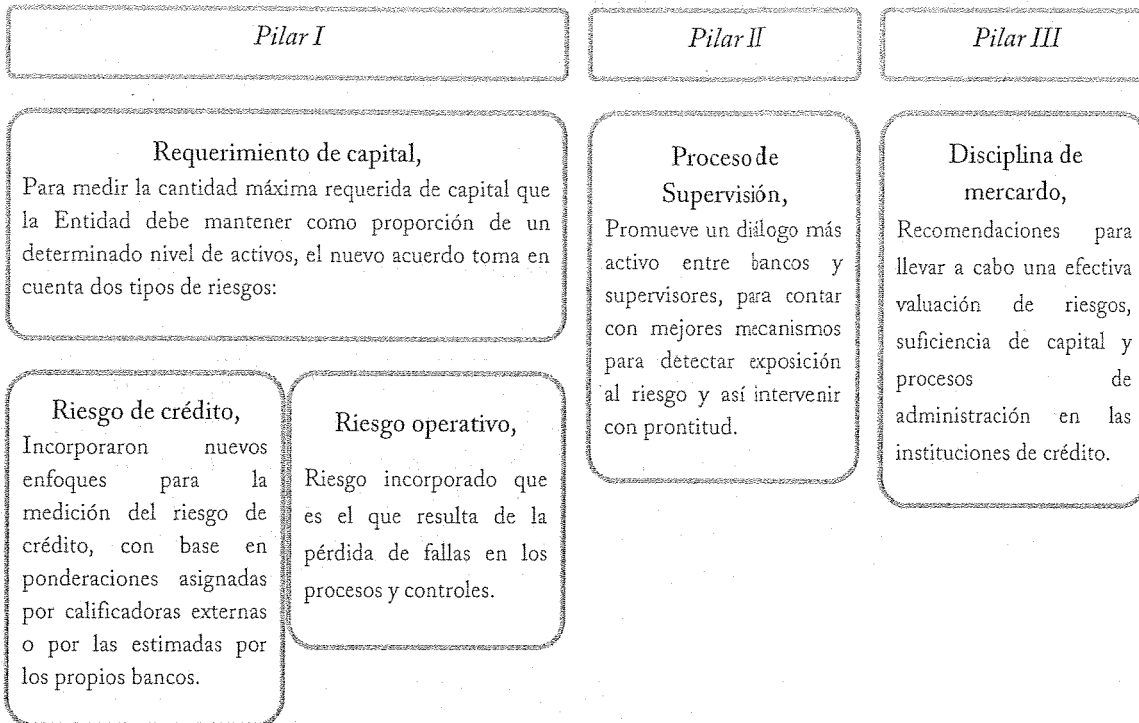 Pilar I
Requerimiento de capital,
Para medir la cantidad máxima requerida de capital que
la Entidad debe mantener como proporción de un
determinado nivel de activos, el nuevo acuerdo toma en
cuenta dos tipos de riesgos:
Riesgo de crédito,
Incorporaron nuevos
enfoques para la
medición del riesgo de
crédito, con base en
ponderaciones asignadas
por calificadoras externas
o por las estimadas por
los propios bancos.
Riesgo operativo,
Riesgo incorporado que
es el que resulta de la
pérdida de fallas en los
procesos y controles.
Pilar II
Proceso de
Supervisión,
Promueve un diálogo más
activo entre bancos y
supervisores, para contar
con mejores mecanismos
para detectar exposición
al riesgo y así intervenir
con prontitud.
Pilar III
Disciplina de
mercardo,
Recomendaciones para
llevar a cabo una efectiva
valuación de riesgos,
suficiencia de capital y
procesos de
administración en las
instituciones de crédito.